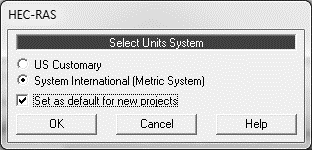 HEC-RAS
Select Units System
US Customary
System International (Metric System)
Set as default for new projects
OK Cancel Help